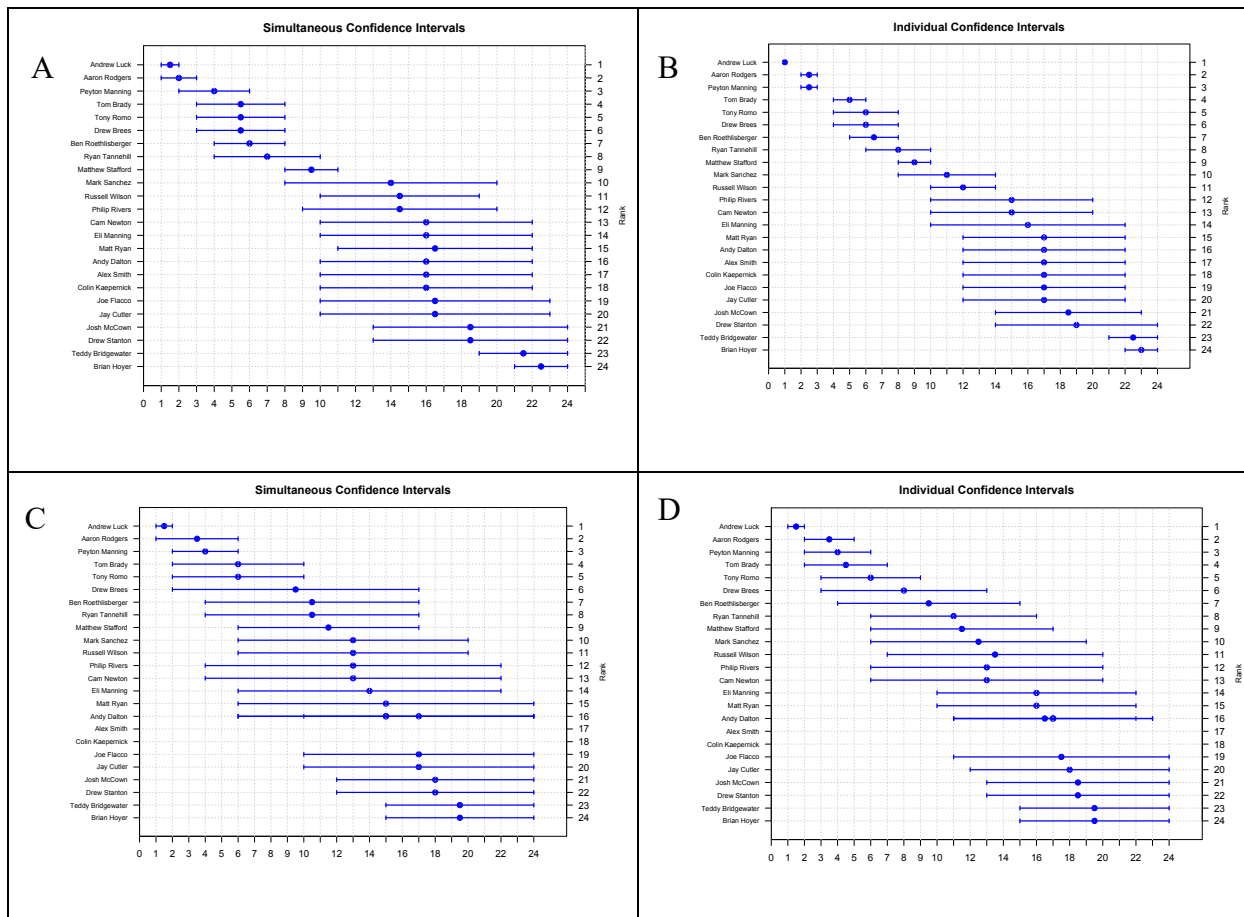 A
Simultaneous Confidence Intervals
Andrew Luck 1
Aaron Rodgers 2
Peyton Manning 3
Tom Brady 4
Tony Romo 5
Drew Brees 6
Ben Roethlisberger 7
Ryan Tannehill 8
Matthew Stafford 9
Mark Sanchez 10
Russell Wilson 11
Philip Rivers 12
Cam Newton 13
Eli Manning 14
Matt Ryan 15
Andy Dalton 16
Alex Smith 17
Colin Kaepernick 18
Joe Flacco 19
Jay Cutler 20
Josh McCown 21
Drew Stanton 22
Teddy Bridgewater 23
Brian Hoyer 24
Rank
0 1 2 3 4 5 6 7 8 9 10 12 14 16 18 20 22 24
B
Individual Confidence Intervals
Andrew Luck 1
Aaron Rodgers 2
Peyton Manning 3
Tom Brady 4
Tony Romo 5
Drew Brees 6
Ben Roethlisberger 7
Ryan Tannehill 8
Matthew Stafford 9
Mark Sanchez 10
Russell Wilson 11
Philip Rivers 12
Cam Newton 13
Eli Manning 14
Matt Ryan 15
Andy Dalton 16
Alex Smith 17
Colin Kaepernick 18
Joe Flacco 19
Jay Cutler 20
Josh McCown 21
Drew Stanton 22
Teddy Bridgewater 23
Brian Hoyer 24
Rank
0 1 2 3 4 5 6 7 8 9 10 12 14 16 18 20 22 24
C
Simultaneous Confidence Intervals
Andrew Luck 1
Aaron Rodgers 2
Peyton Manning 3
Tom Brady 4
Tony Romo 5
Drew Brees 6
Ben Roethlisberger 7
Ryan Tannehill 8
Matthew Stafford 9
Mark Sanchez 10
Russell Wilson 11
Philip Rivers 12
Cam Newton 13
Eli Manning 14
Matt Ryan 15
Andy Dalton 16
Alex Smith 17
Colin Kaepernick 18
Joe Flacco 19
Jay Cutler 20
Josh McCown 21
Drew Stanton 22
Teddy Bridgewater 23
Brian Hoyer 24
Rank
0 1 2 3 4 5 6 7 8 9 10 12 14 16 18 20 22 24
D
Individual Confidence Intervals
Andrew Luck 1
Aaron Rodgers 2
Peyton Manning 3
Tom Brady 4
Tony Romo 5
Drew Brees 6
Ben Roethlisberger 7
Ryan Tannehill 8
Matthew Stafford 9
Mark Sanchez 10
Russell Wilson 11
Philip Rivers 12
Cam Newton 13
Eli Manning 14
Matt Ryan 15
Andy Dalton 16
Alex Smith 17
Colin Kaepernick 18
Joe Flacco 19
Jay Cutler 20
Josh McCown 21
Drew Stanton 22
Teddy Bridgewater 23
Brian Hoyer 24
Rank
0 1 2 3 4 5 6 7 8 9 10 12 14 16 18 20 22 24